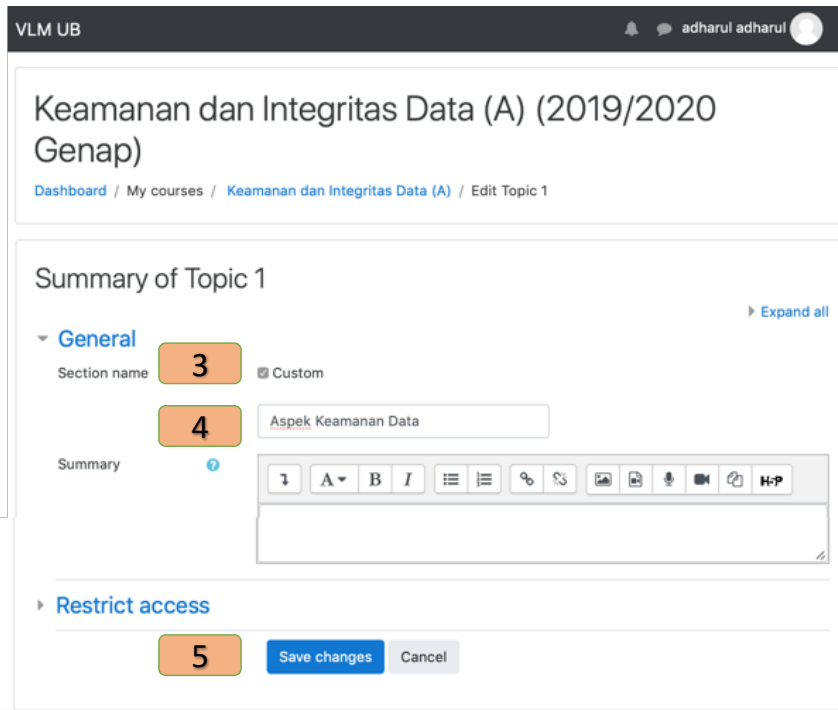 VLM UB
adharul adharul
Keamanan dan Integritas Data (A) (2019/2020
Genap)
Dashboard / My courses / Keamanan dan Integritas Data (A) / Edit Topic 1
Summary of Topic 1
Expand all
General
Section name
3
Custom
4
Aspek Keamanan Data
Summary
A B I
H-P
Restrict access
5
Save changes
Cancel